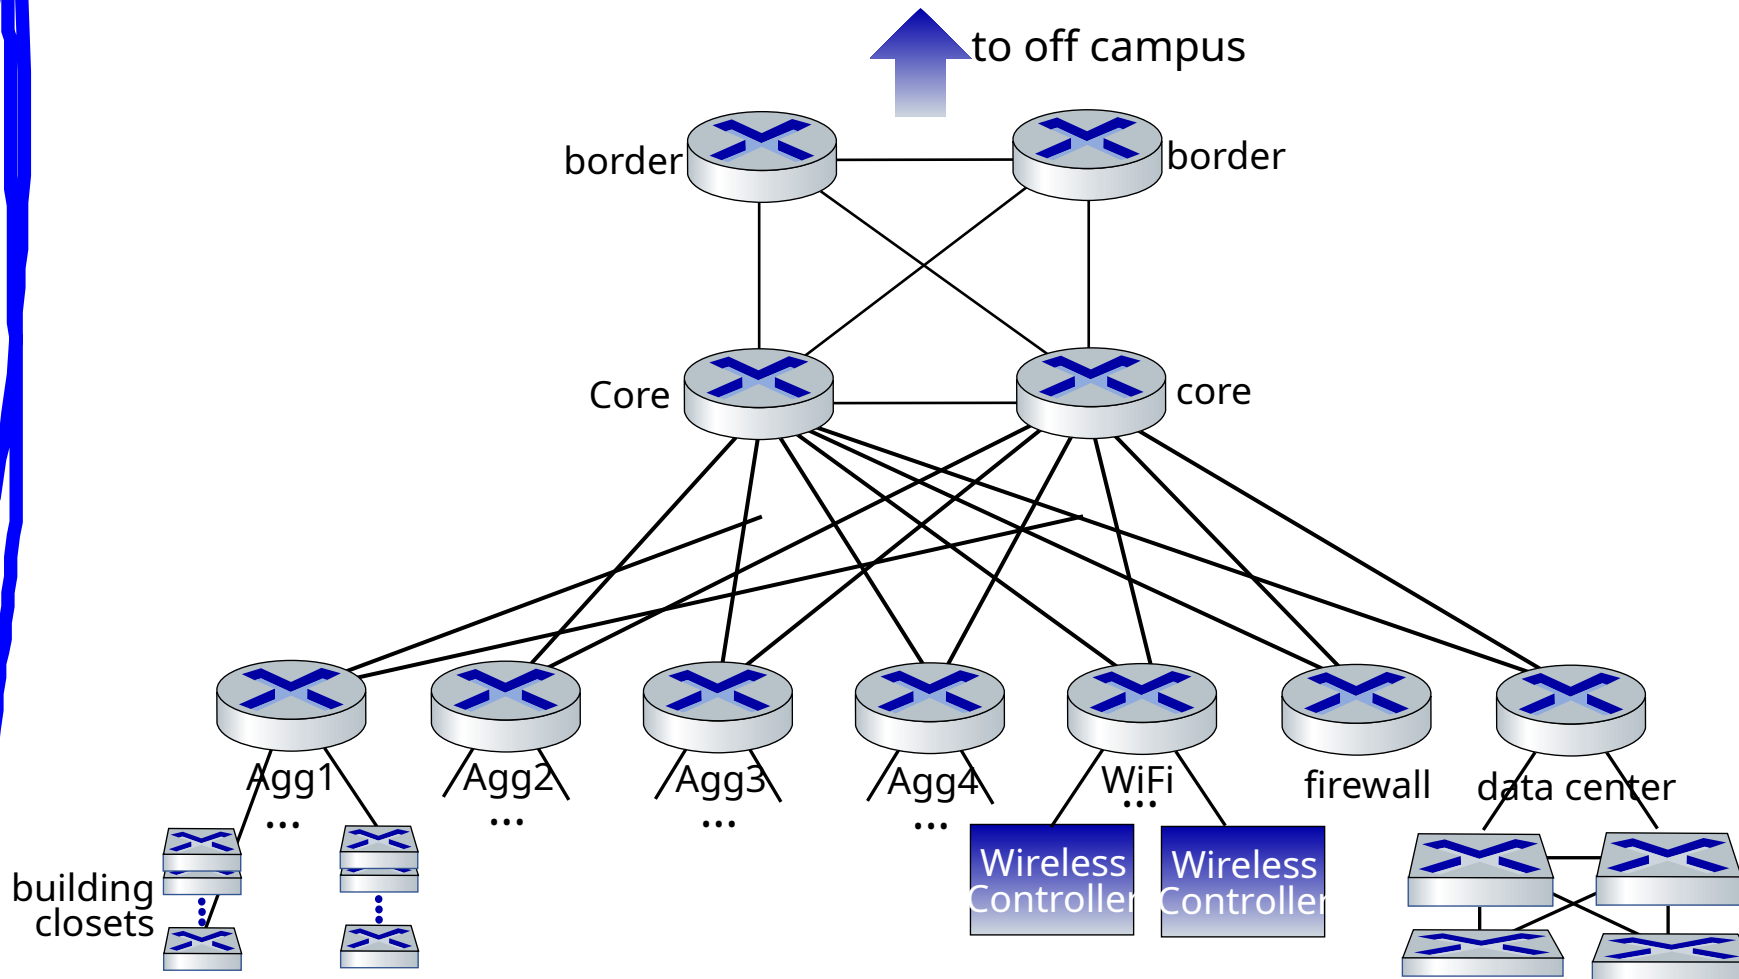 to off campus
border
border
Core
core
Agg1
Agg2
Agg3
Agg4
WiFi
firewall
data center
...
...
...
...
...
building
closets
Wireless
Controller
Wireless
Controller